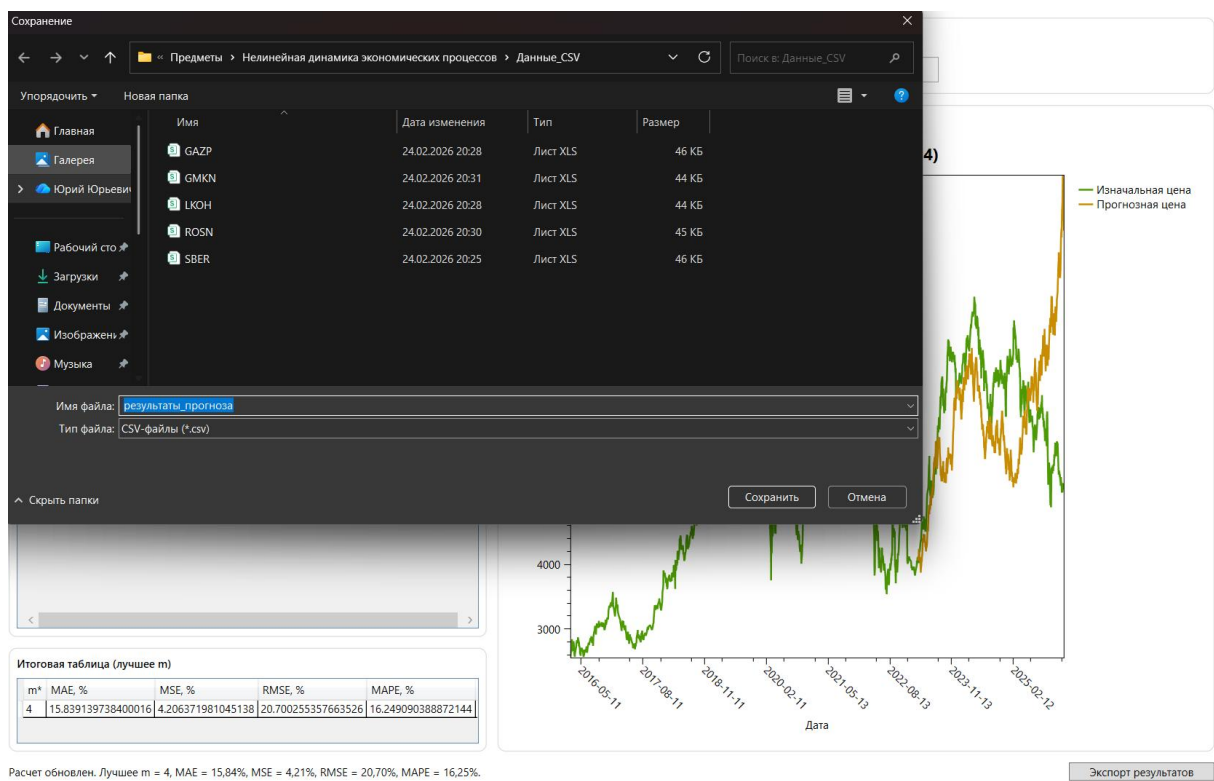 Сохранение
« Предметы > Нелинейная динамика экономических процессов > Данные_CSV
Поиск в: Данные_CSV
Упорядочить
Новая папка
Главная
Галерея
Юрий Юрьеви
Рабочий сто
Загрузки
Документы
Изображени
Музыка
Имя Дата изменения Тип Размер
GAZP 24.02.2026 20:28 Лист XLS 46 КБ
GMKN 24.02.2026 20:31 Лист XLS 44 КБ
LKOH 24.02.2026 20:28 Лист XLS 44 КБ
ROSN 24.02.2026 20:30 Лист XLS 45 КБ
SBER 24.02.2026 20:25 Лист XLS 46 КБ
Имя файла: результаты_прогноза
Тип файла: CSV-файлы (*.csv)
Скрыть папки
Сохранить
Отмена
4)
Изначальная цена
Прогнозная цена
4000
3000
2016-05-11
2017-08-11
2018-11-11
2020-02-11
2021-05-13
2022-08-13
2023-11-13
2025-02-12
Дата
Итоговая таблица (лучшее m)
m* MAE, % MSE, % RMSE, % MAPE, %
4 15.839139738400016 4.206371981045138 20.700255357663526 16.249090388872144
Расчет обновлен. Лучшее m = 4, MAE = 15,84%, MSE = 4,21%, RMSE = 20,70%, MAPE = 16,25%.
Экспорт результатов